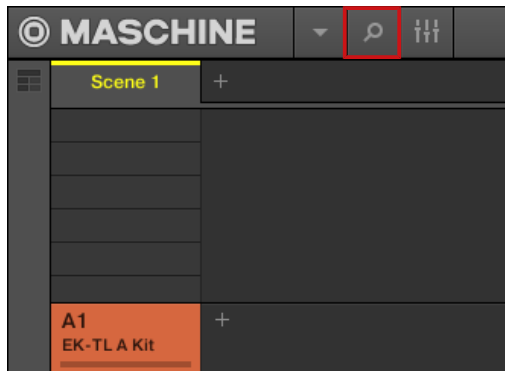 MASCHINE
Scene 1
+
A1
+
EK-TL A Kit